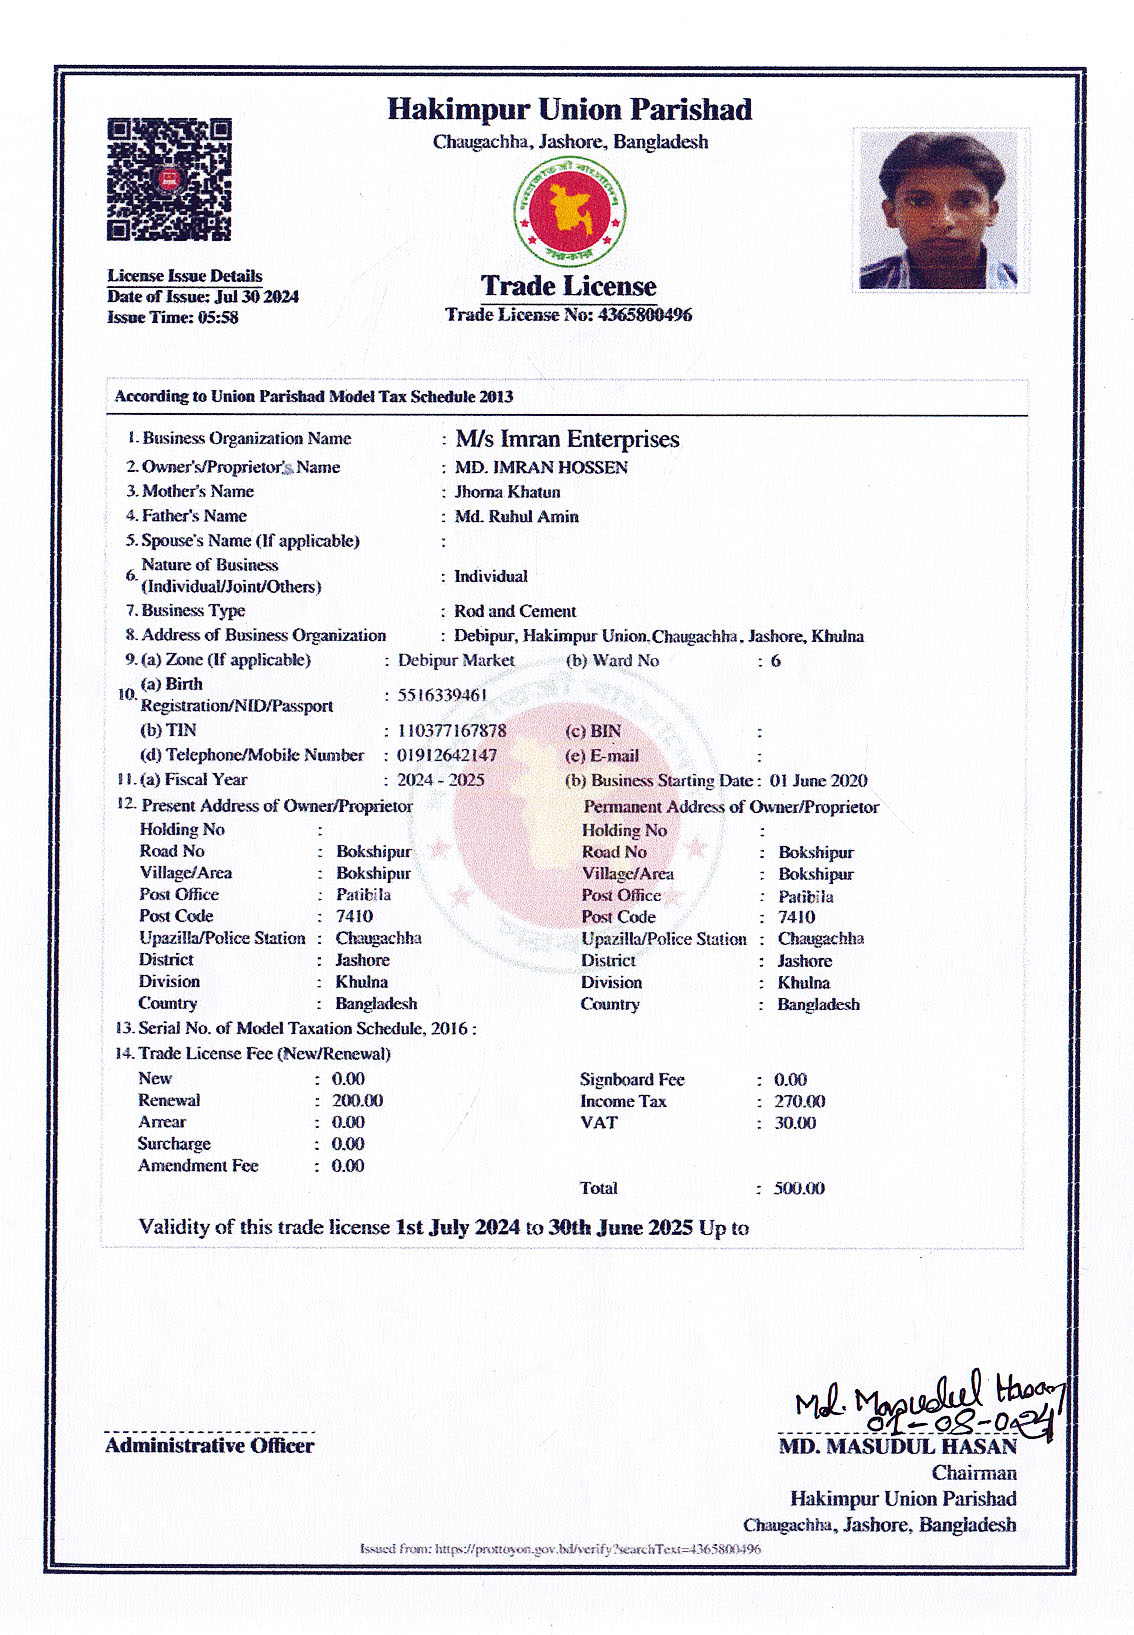 Hakimpur Union Parishad
Chaugachha, Jashore, Bangladesh
গণপ্রজাতন্ত্রী বাংলাদেশ
সরকার
License Issue Details
Date of Issue: Jul 30 2024
Issue Time: 05:58
Trade License
Trade License No: 4365800496
According to Union Parishad Model Tax Schedule 2013
1. Business Organization Name : M/s Imran Enterprises
2. Owner's/Proprietor's Name : MD. IMRAN HOSSEN
3. Mother's Name : Jhorna Khatun
4. Father's Name : Md. Ruhul Amin
5. Spouse's Name (If applicable) :
6. Nature of Business
(Individual/Joint/Others) : Individual
7. Business Type : Rod and Cement
8. Address of Business Organization : Debipur, Hakimpur Union, Chaugachha, Jashore, Khulna
9. (a) Zone (If applicable) : Debipur Market (b) Ward No : 6
10. (a) Birth
Registration/NID/Passport : 5516339461
(b) TIN : 110377167878 (c) BIN :
(d) Telephone/Mobile Number : 01912642147 (e) E-mail :
11. (a) Fiscal Year : 2024 - 2025 (b) Business Starting Date : 01 June 2020
12. Present Address of Owner/Proprietor Permanent Address of Owner/Proprietor
Holding No : Holding No :
Road No : Bokshipur Road No : Bokshipur
Village/Area : Bokshipur Village/Area : Bokshipur
Post Office : Patibila Post Office : Patibila
Post Code : 7410 Post Code : 7410
Upazilla/Police Station : Chaugachha Upazilla/Police Station : Chaugachha
District : Jashore District : Jashore
Division : Khulna Division : Khulna
Country : Bangladesh Country : Bangladesh
13. Serial No. of Model Taxation Schedule, 2016 :
14. Trade License Fee (New/Renewal)
New : 0.00 Signboard Fee : 0.00
Renewal : 200.00 Income Tax : 270.00
Arrear : 0.00 VAT : 30.00
Surcharge : 0.00
Amendment Fee : 0.00
Total : 500.00
Validity of this trade license 1st July 2024 to 30th June 2025 Up to
Md. Masudul Hasan
01-08-024
Administrative Officer
MD. MASUDUL HASAN
Chairman
Hakimpur Union Parishad
Chaugachha, Jashore, Bangladesh
Issued from: https://prottoyon.gov.bd/verify?searchText=4365800496